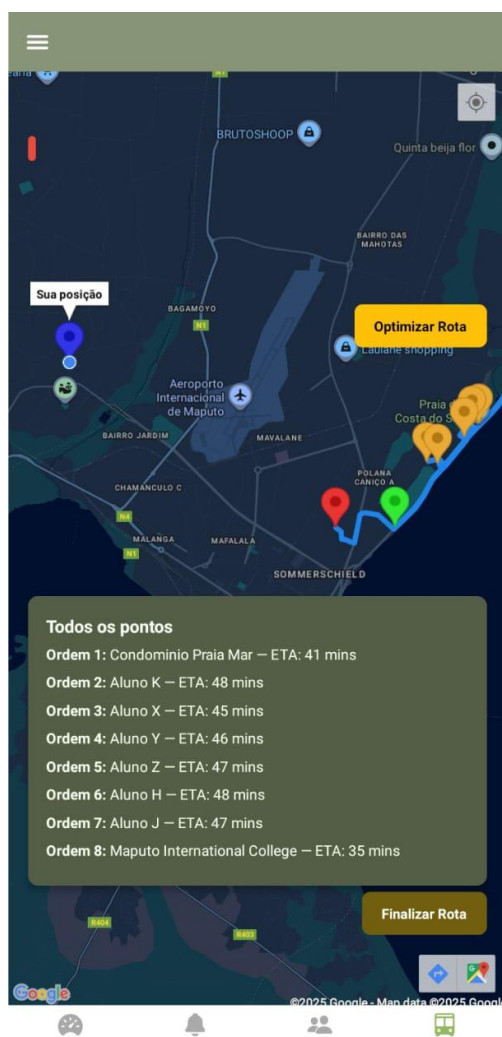 earia
N1
BRUTOSHOOP
Quinta beija flor
BAIRRO DAS
MAHOTAS
Sua posição
BAGAMOYO
N1
Optimizar Rota
Laulane shopping
Aeroporto
Internacional
de Maputo
Praia d
Costa do S
BAIRRO JARDIM
MAVALANE
POLANA
CANIÇO A
CHAMANCULO C
N4
MALANGA
MAFALALA
N1
SOMMERSCHIELD
Todos os pontos
Ordem 1: Condominio Praia Mar — ETA: 41 mins
Ordem 2: Aluno K — ETA: 48 mins
Ordem 3: Aluno X — ETA: 45 mins
Ordem 4: Aluno Y — ETA: 46 mins
Ordem 5: Aluno Z — ETA: 47 mins
Ordem 6: Aluno H — ETA: 48 mins
Ordem 7: Aluno J — ETA: 47 mins
Ordem 8: Maputo International College — ETA: 35 mins
Finalizar Rota
R404
R403
Google
©2025 Google - Map data ©2025 Google